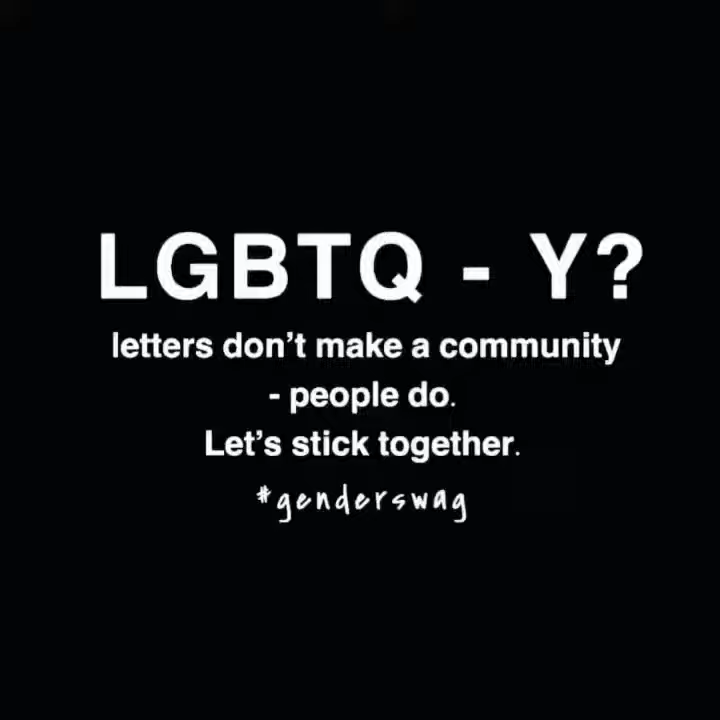 LGBTQ - Y?
letters don't make a community
- people do.
Let's stick together.
#genderswag